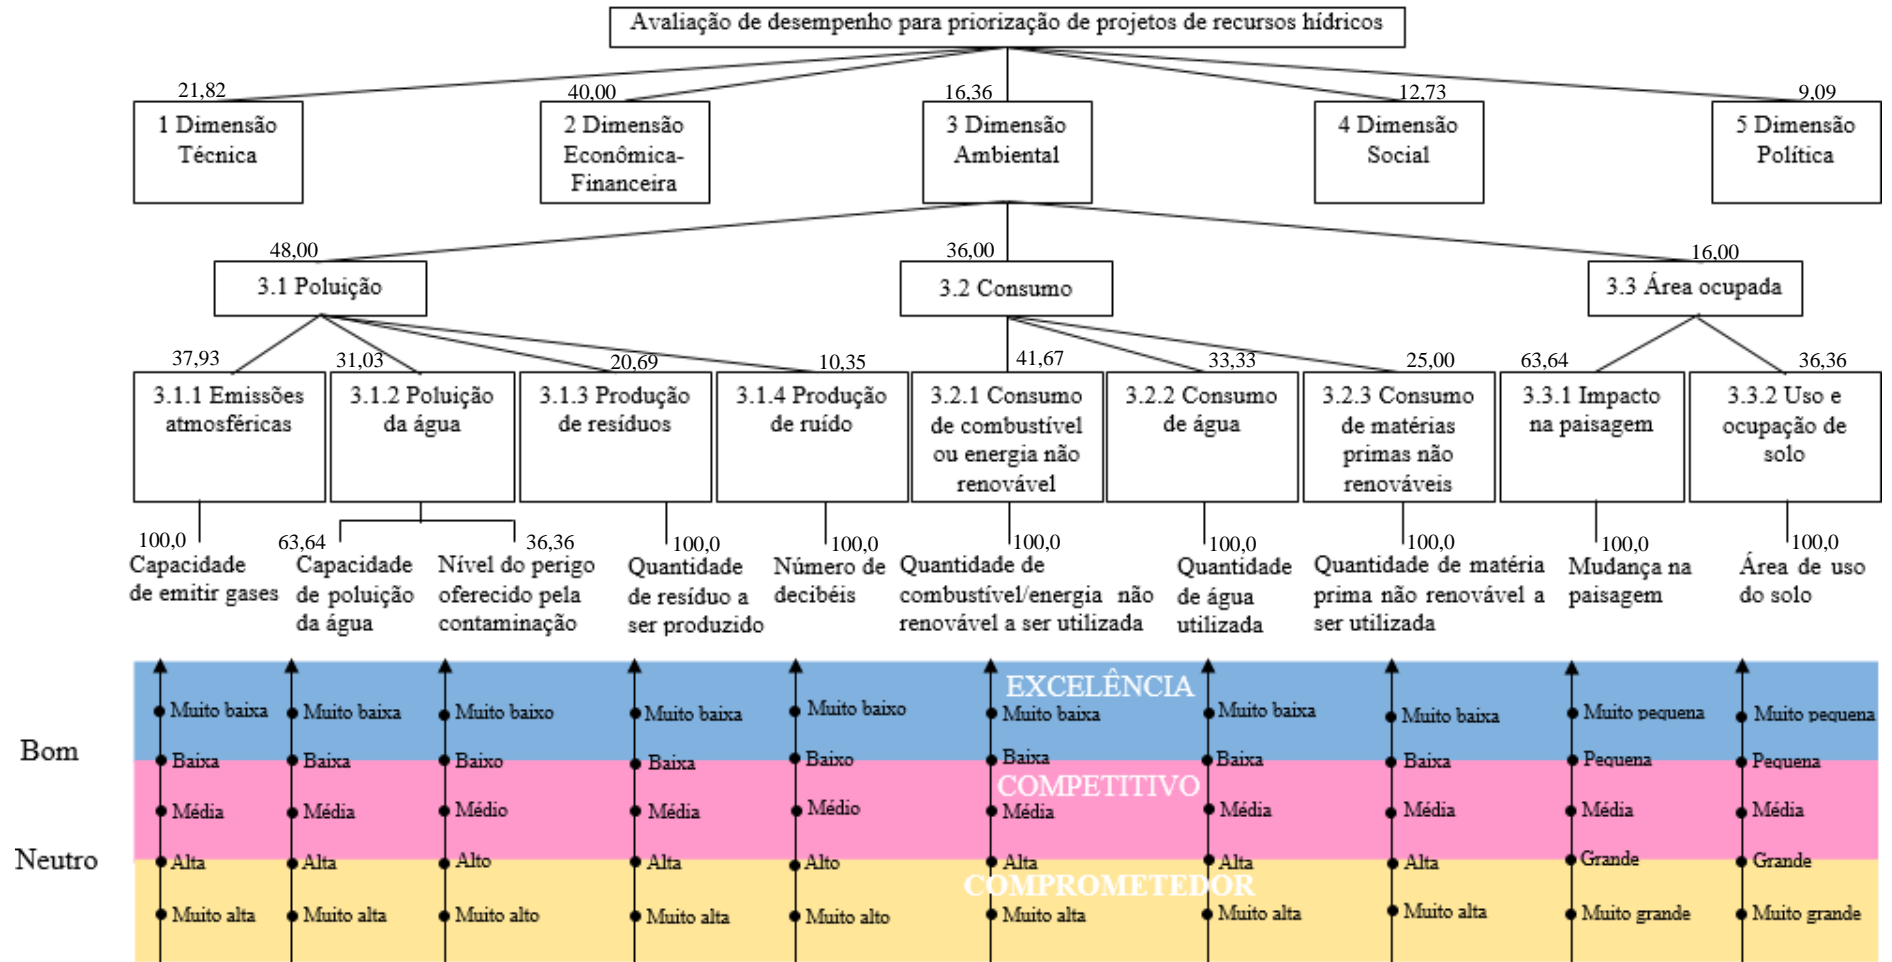 Avaliação de desempenho para priorização de projetos de recursos hídricos
21,82
40,00
16,36
12,73
9,09
1 Dimensão
Técnica
2 Dimensão
Econômica-
Financeira
3 Dimensão
Ambiental
4 Dimensão
Social
5 Dimensão
Política
48,00
36,00
16,00
3.1 Poluição
3.2 Consumo
3.3 Área ocupada
37,93
31,03
20,69
10,35
41,67
33,33
25,00
63,64
36,36
3.1.1 Emissões
atmosféricas
3.1.2 Poluição
da água
3.1.3 Produção
de resíduos
3.1.4 Produção
de ruído
3.2.1 Consumo
de combustível
ou energia não
renovável
3.2.2 Consumo
de água
3.2.3 Consumo
de matérias
primas não
renováveis
3.3.1 Impacto
na paisagem
3.3.2 Uso e
ocupação de
solo
100,0
Capacidade
de emitir gases
63,64
Capacidade
de poluição
da água
36,36
Nível do perigo
oferecido pela
contaminação
100,0
Quantidade
de resíduo a
ser produzido
100,0
Número de
decibéis
100,0
Quantidade de
combustível/energia não
renovável a ser utilizada
100,0
Quantidade
de água
utilizada
100,0
Quantidade de matéria
prima não renovável a
ser utilizada
100,0
Mudança na
paisagem
100,0
Área de uso
do solo
EXCELÊNCIA
Muito baixa
Muito baixa
Muito baixo
Muito baixa
Muito baixo
Muito baixa
Muito baixa
Muito baixa
Muito pequena
Muito pequena
Bom
Baixa
Baixa
Baixo
Baixa
Baixo
Baixa
Baixa
Baixa
Pequena
Pequena
COMPETITIVO
Média
Média
Médio
Média
Médio
Média
Média
Média
Média
Média
Neutro
Alta
Alta
Alto
Alta
Alto
Alta
Alta
Alta
Grande
Grande
COMPROMETEDOR
Muito alta
Muito alta
Muito alto
Muito alta
Muito alto
Muito alta
Muito alta
Muito alta
Muito grande
Muito grande